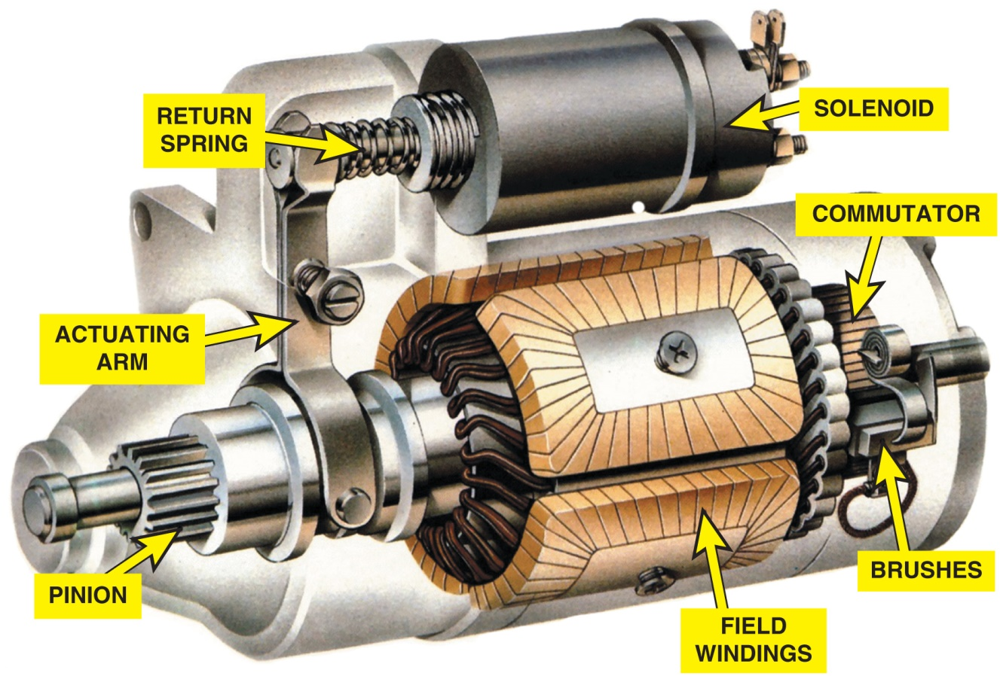 RETURN
SPRING
SOLENOID
COMMUTATOR
ACTUATING
ARM
PINION
BRUSHES
FIELD
WINDINGS